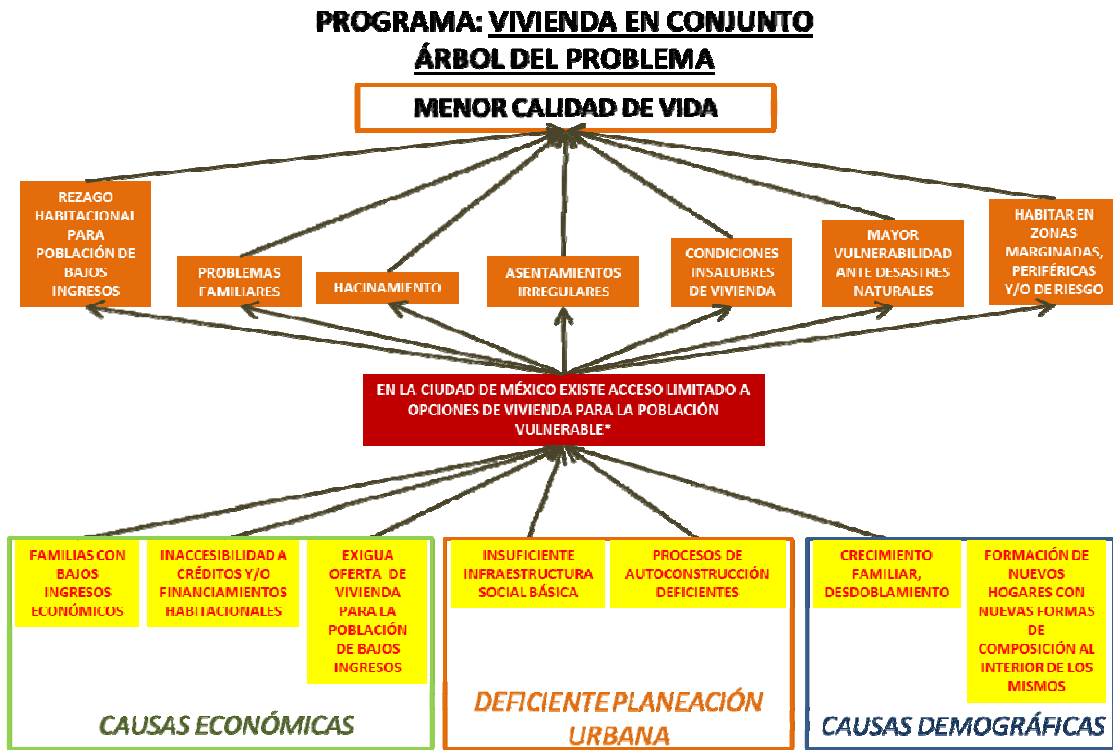 PROGRAMA: VIVIENDA EN CONJUNTO
ÁRBOL DEL PROBLEMA
MENOR CALIDAD DE VIDA
REZAGO
HABITACIONAL
PARA
POBLACIÓN DE
BAJOS
INGRESOS
PROBLEMAS
FAMILIARES
HACINAMIENTO
ASENTAMIENTOS
IRREGULARES
CONDICIONES
INSALUBRES
DE VIVIENDA
MAYOR
VULNERABILIDAD
ANTE DESASTRES
NATURALES
HABITAR EN
ZONAS
MARGINADAS,
PERIFÉRICAS
Y/O DE RIESGO
EN LA CIUDAD DE MÉXICO EXISTE ACCESO LIMITADO A
OPCIONES DE VIVIENDA PARA LA POBLACIÓN
VULNERABLE*
FAMILIAS CON
BAJOS
INGRESOS
ECONÓMICOS
INACCESIBILIDAD A
CRÉDITOS Y/O
FINANCIAMIENTOS
HABITACIONALES
EXIGUA
OFERTA DE
VIVIENDA
PARA LA
POBLACIÓN
DE BAJOS
INGRESOS
CAUSAS ECONÓMICAS
INSUFICIENTE
INFRAESTRUCTURA
SOCIAL BÁSICA
PROCESOS DE
AUTOCONSTRUCCIÓN
DEFICIENTES
DEFICIENTE PLANEACIÓN
URBANA
CRECIMIENTO
FAMILIAR,
DESDOBLAMIENTO
FORMACIÓN DE
NUEVOS
HOGARES CON
NUEVAS FORMAS
DE
COMPOSICIÓN AL
INTERIOR DE LOS
MISMOS
CAUSAS DEMOGRÁFICAS